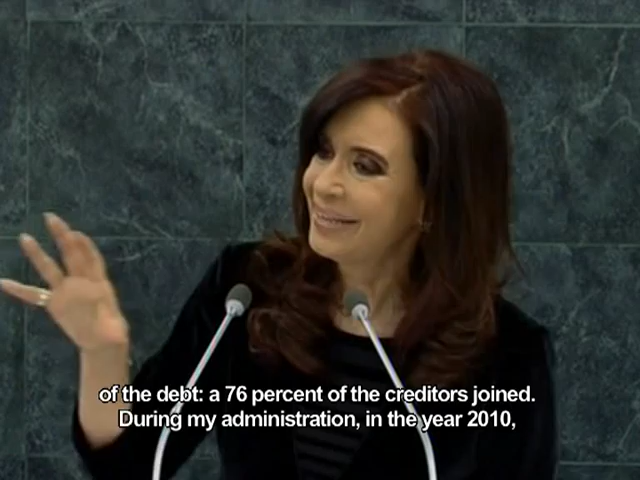 of the debt: a 76 percent of the creditors joined.
During my administration, in the year 2010,